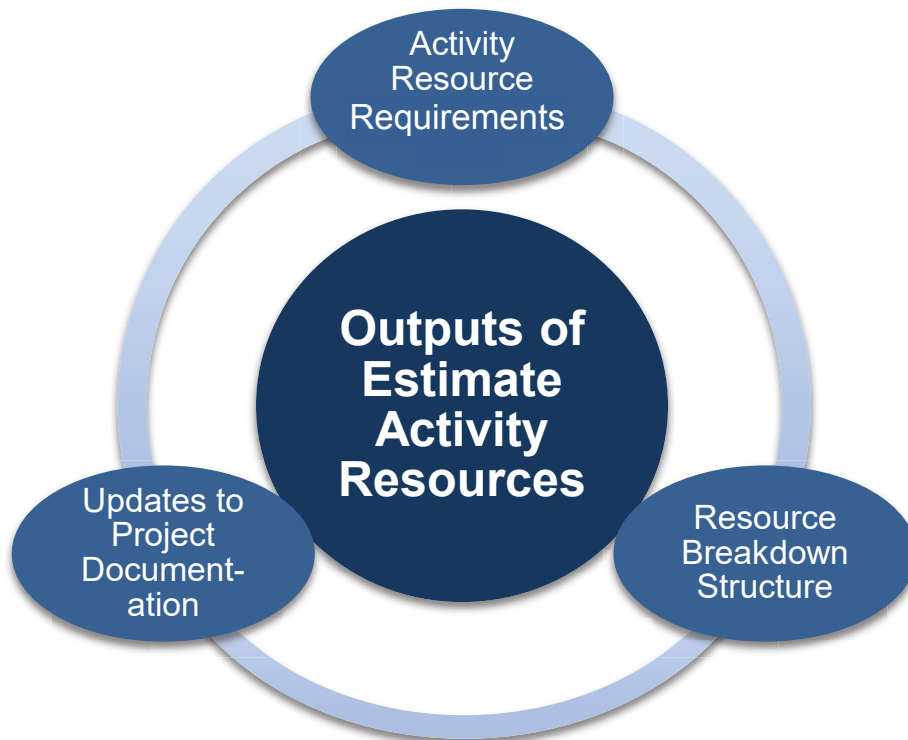 Activity
Resource
Requirements
Outputs of
Estimate
Activity
Resources
Updates to
Project
Document-
ation
Resource
Breakdown
Structure